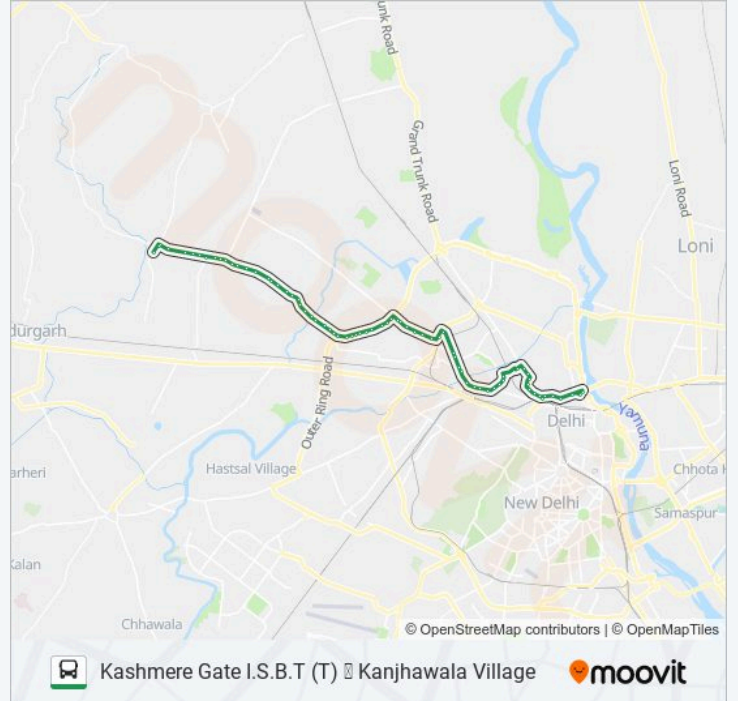 unk Road
Grand Trunk Road
Loni Road
Loni
durgarh
Outer Ring Road
Yamuna
Delhi
Hastsal Village
arheri
Chhota
New Delhi
Samaspur
Kalan
Chhawala
© OpenStreetMap contributors | © OpenMapTiles
Kashmere Gate I.S.B.T (T) Kanjhawala Village
moovit